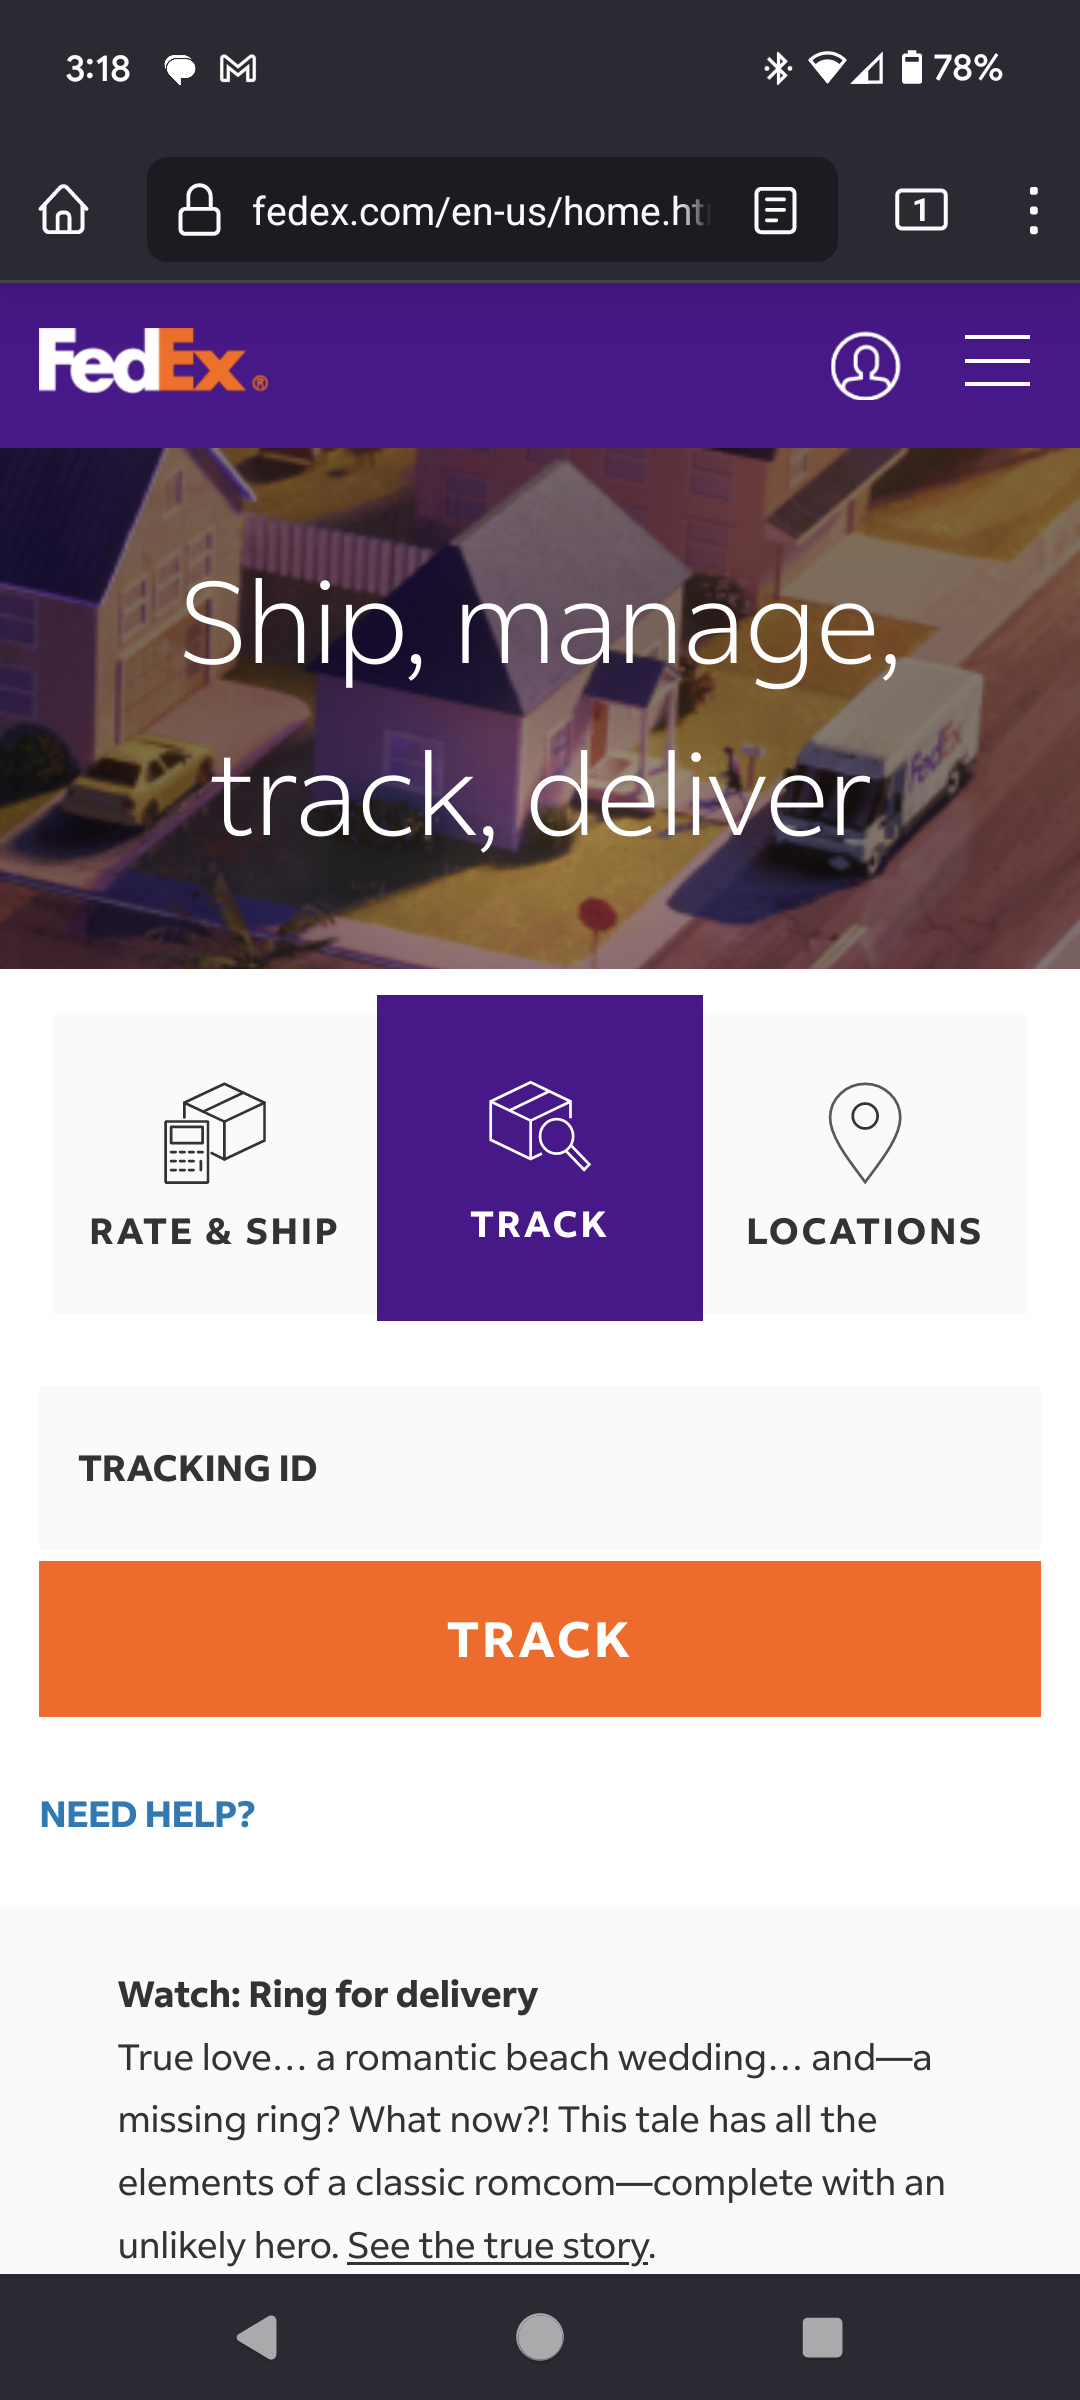 3:18
78%
fedex.com/en-us/home.ht
1
FedEx®
Ship, manage,
track, deliver
FedEx
RATE & SHIP
TRACK
LOCATIONS
TRACKING ID
TRACK
NEED HELP?
Watch: Ring for delivery
True love... a romantic beach wedding... and—a
missing ring? What now?! This tale has all the
elements of a classic romcom—complete with an
unlikely hero. See the true story.